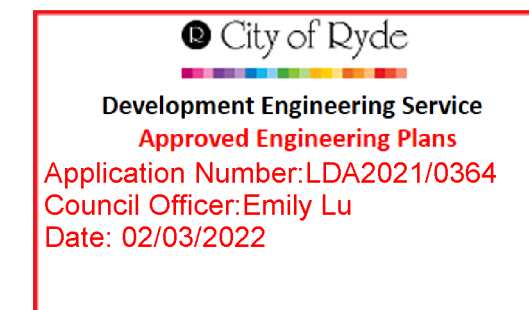 R City of Ryde
Development Engineering Service
Approved Engineering Plans
Application Number:LDA2021/0364
Council Officer:Emily Lu
Date: 02/03/2022